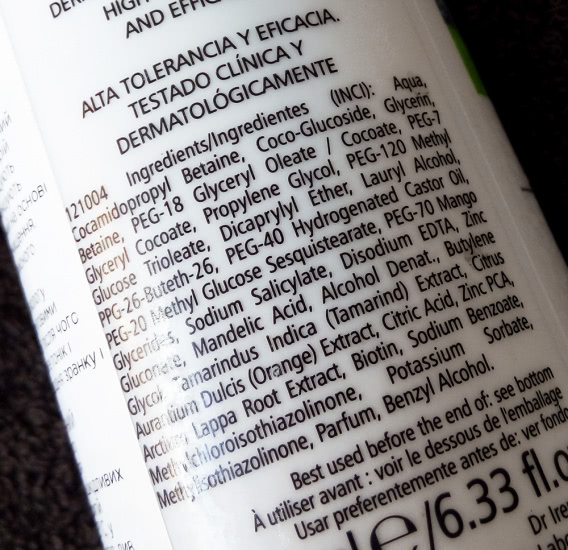 AND EFFIC
ALTA TOLERANCIA Y EFICACIA.
TESTADO CLÍNICA Y
DERMATOLÓGICAMENTE
121004 Ingredients/Ingredientes (INCI): Aqua,
Cocamidopropyl Betaine, Coco-Glucoside, Glycerin,
Betaine, PEG-18 Glyceryl Oleate / Cocoate, PEG-7
Glyceryl Cocoate, Propylene Glycol, PEG-120 Methyl
Glucose Trioleate, Dicaprylyl Ether, Lauryl Alcohol,
PPG-26-Buteth-26, PEG-40 Hydrogenated Castor Oil,
PEG-20 Methyl Glucose Sesquistearate, PEG-70 Mango
Glycerides, Sodium Salicylate, Disodium EDTA, Zinc
Gluconate, Mandelic Acid, Alcohol Denat., Butylene
Glycol, Tamarindus Indica (Tamarind) Extract, Citrus
Aurantium Dulcis (Orange) Extract, Citric Acid, Zinc PCA,
Arctium Lappa Root Extract, Biotin, Sodium Benzoate,
Methylchloroisothiazolinone, Potassium Sorbate,
Methylisothiazolinone, Parfum, Benzyl Alcohol.
Best used before the end of: see bottom
À utiliser avant : voir le dessous de l'emballage
Usar preferentemente antes de: ver fondo
e/6.33 fl.o
Dr Ire
Labo